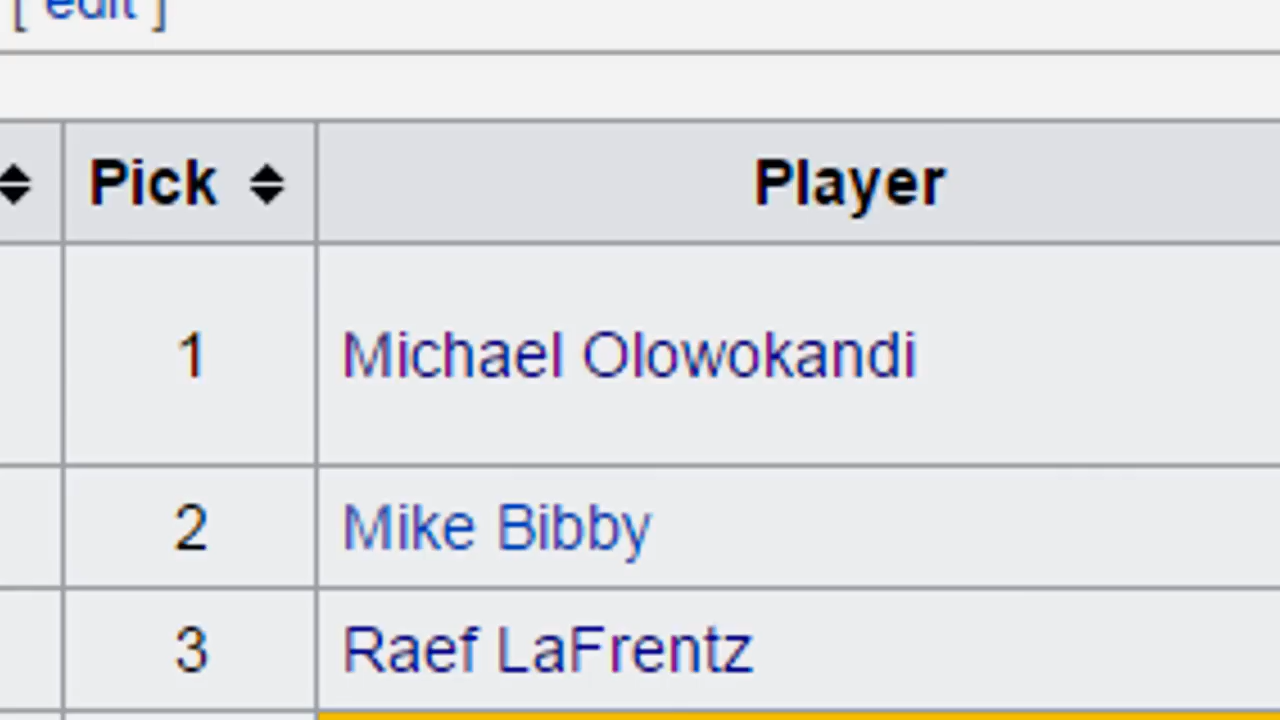 [ edit ]
Pick Player
1 Michael Olowokandi
2 Mike Bibby
3 Raef LaFrentz